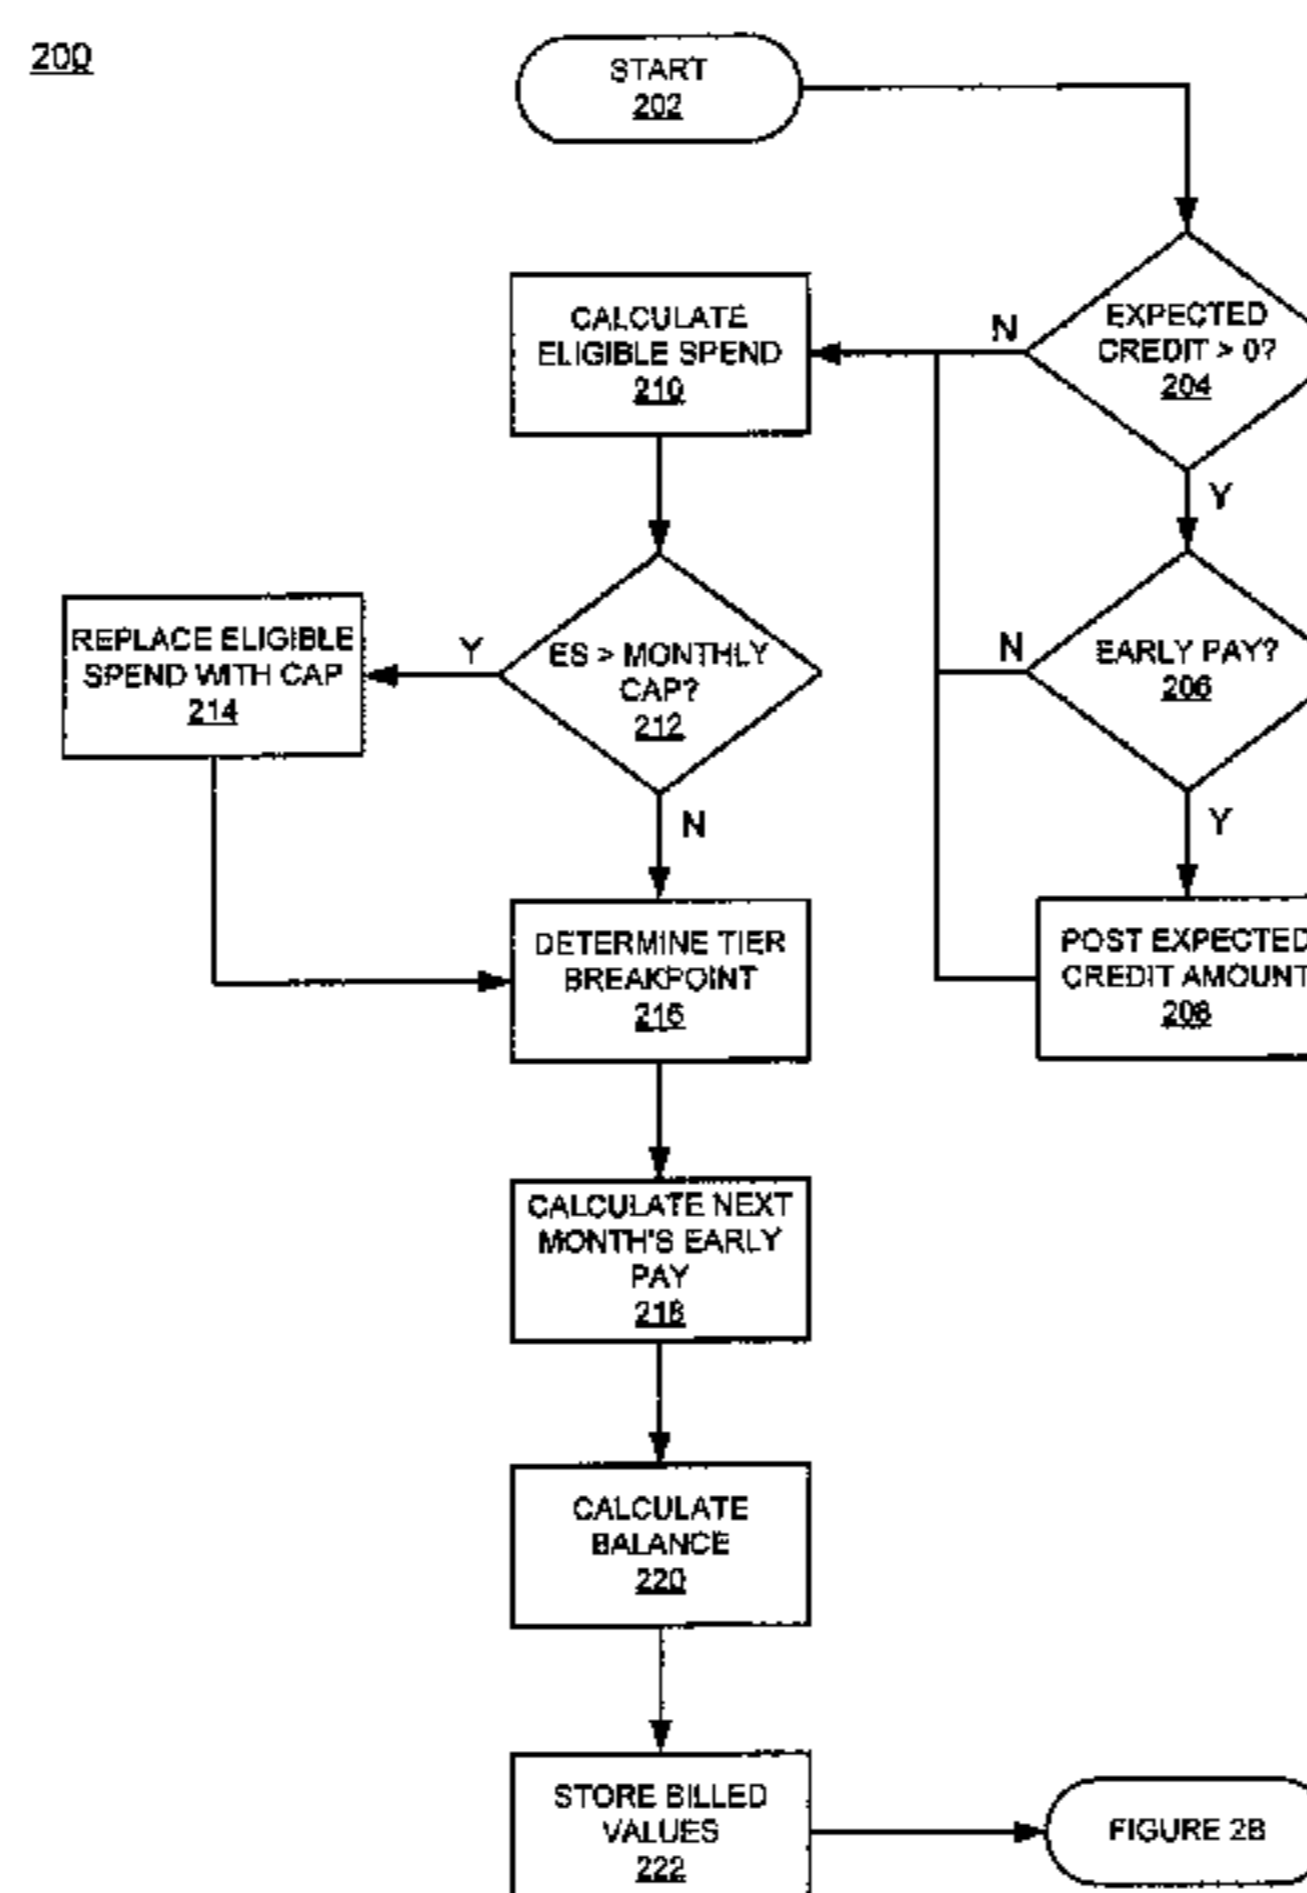 200
START
202
EXPECTED
CREDIT > 0?
204
N
Y
CALCULATE
ELIGIBLE SPEND
210
EARLY PAY?
206
N
Y
ES > MONTHLY
CAP?
212
Y
N
REPLACE ELIGIBLE
SPEND WITH CAP
214
POST EXPECTED
CREDIT AMOUNT
208
DETERMINE TIER
BREAKPOINT
216
CALCULATE NEXT
MONTH'S EARLY
PAY
218
CALCULATE
BALANCE
220
STORE BILLED
VALUES
222
FIGURE 2B